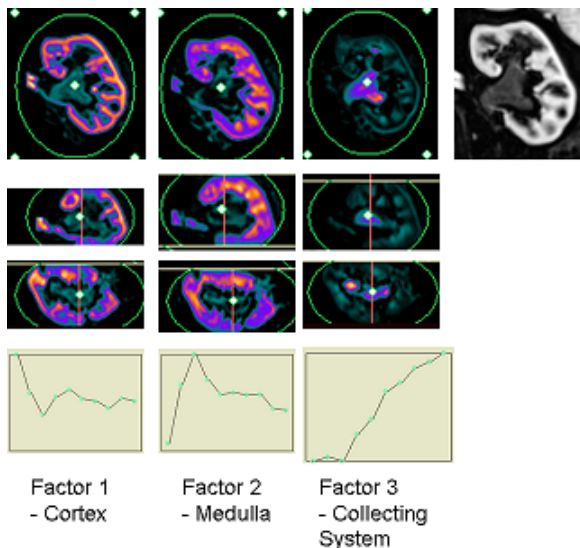 Factor 1
- Cortex
Factor 2
- Medulla
Factor 3
- Collecting
System